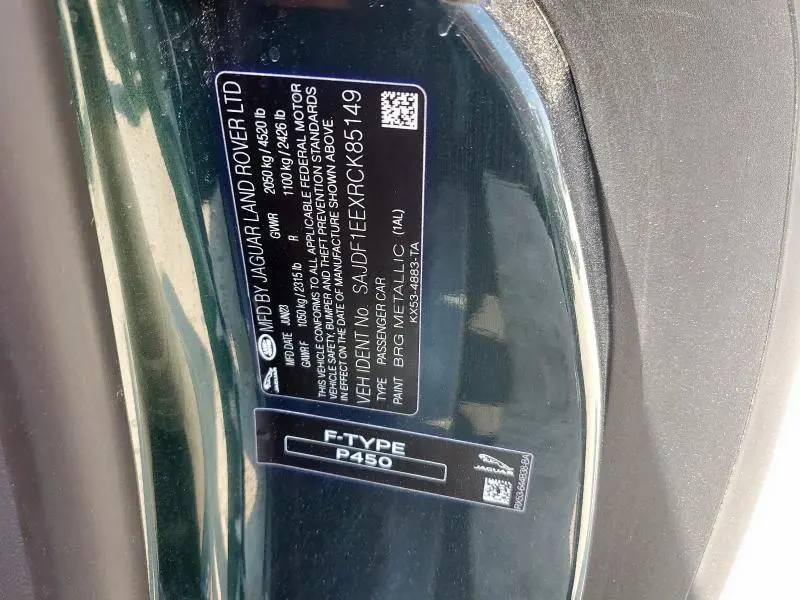 MFD BY JAGUAR LAND ROVER LTD
JAGUAR
MFD DATE JUN/23 GVWR 2050 kg / 4520 lb
GAWR F 1050 kg / 2315 lb R 1100 kg / 2426 lb
THIS VEHICLE CONFORMS TO ALL APPLICABLE FEDERAL MOTOR
VEHICLE SAFETY, BUMPER AND THEFT PREVENTION STANDARDS
IN EFFECT ON THE DATE OF MANUFACTURE SHOWN ABOVE.
VEH IDENT No. SAJDF1EEXRCK85149
TYPE PASSENGER CAR
PAINT BRG METALLIC (1AL)
KX53-4883-TA
F-TYPE
P450
JAGUAR